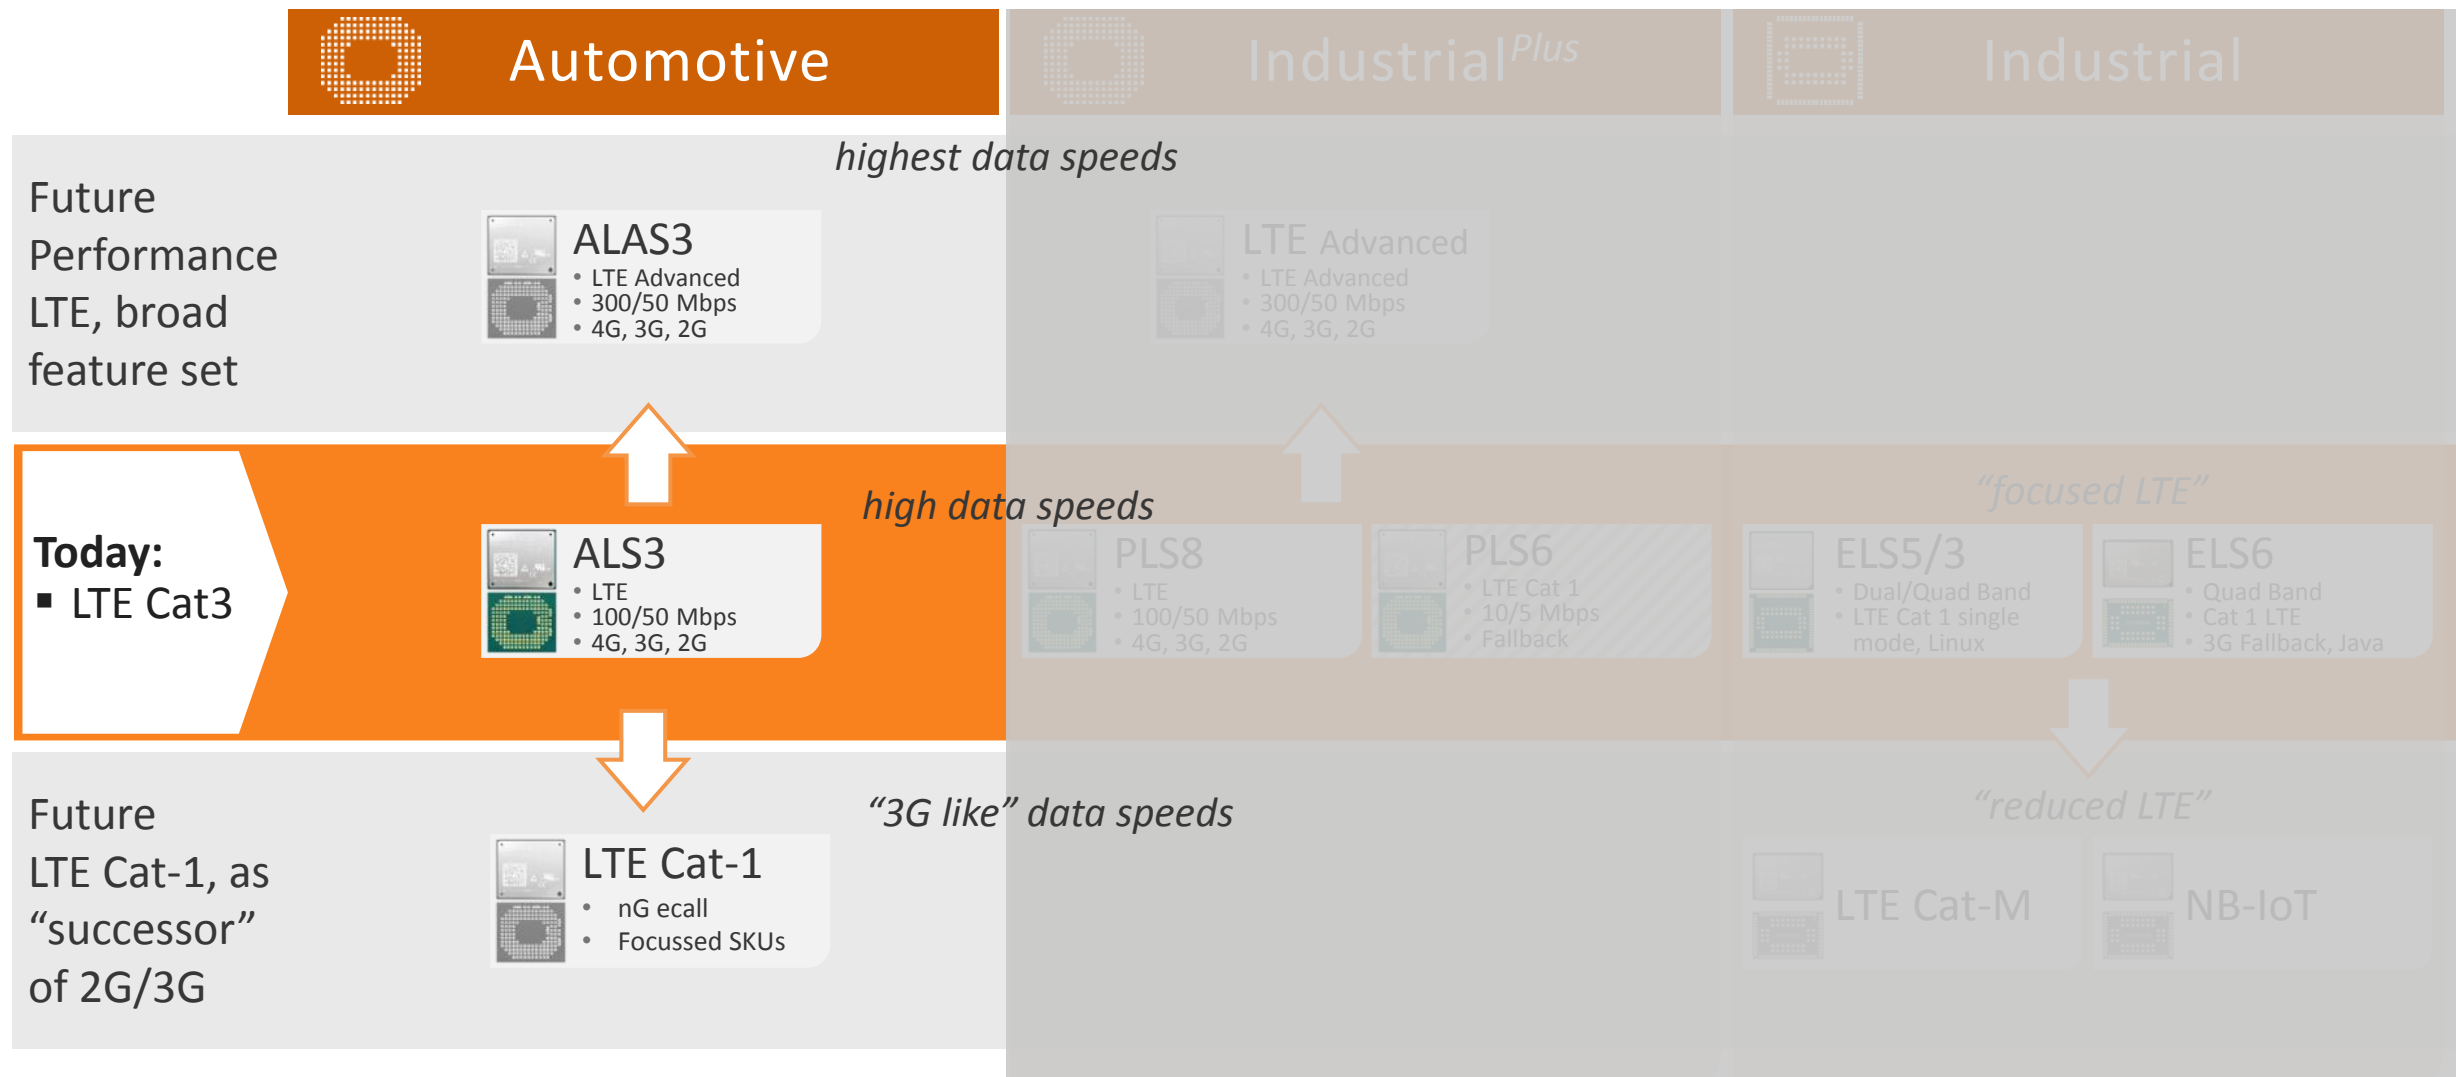 Automotive
Industrial Plus
Industrial
highest data speeds
Future
Performance
LTE, broad
feature set
ALAS3
• LTE Advanced
• 300/50 Mbps
• 4G, 3G, 2G
LTE Advanced
• LTE Advanced
• 300/50 Mbps
• 4G, 3G, 2G
high data speeds
“focused LTE”
Today:
▪ LTE Cat3
ALS3
• LTE
• 100/50 Mbps
• 4G, 3G, 2G
PLS8
• LTE
• 100/50 Mbps
• 4G, 3G, 2G
PLS6
• LTE Cat 1
• 10/5 Mbps
• Fallback
ELS5/3
• Dual/Quad Band
• LTE Cat 1 single
mode, Linux
ELS6
• Quad Band
• Cat 1 LTE
• 3G Fallback, Java
“3G like” data speeds
“reduced LTE”
Future
LTE Cat-1, as
“successor”
of 2G/3G
LTE Cat-1
• nG ecall
• Focussed SKUs
LTE Cat-M
NB-IoT